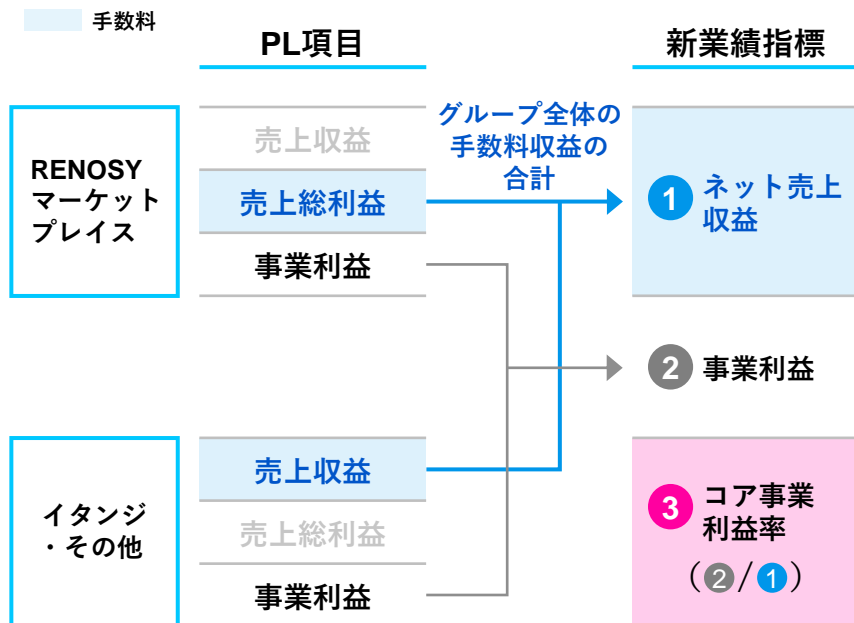 手数料
PL項目
新業績指標
RENOSY
マーケット
プレイス
売上収益
売上総利益
事業利益
グループ全体の
手数料収益の
合計
1 ネット売上
収益
2 事業利益
イタンジ
・その他
売上収益
売上総利益
事業利益
3 コア事業
利益率
(2/1)